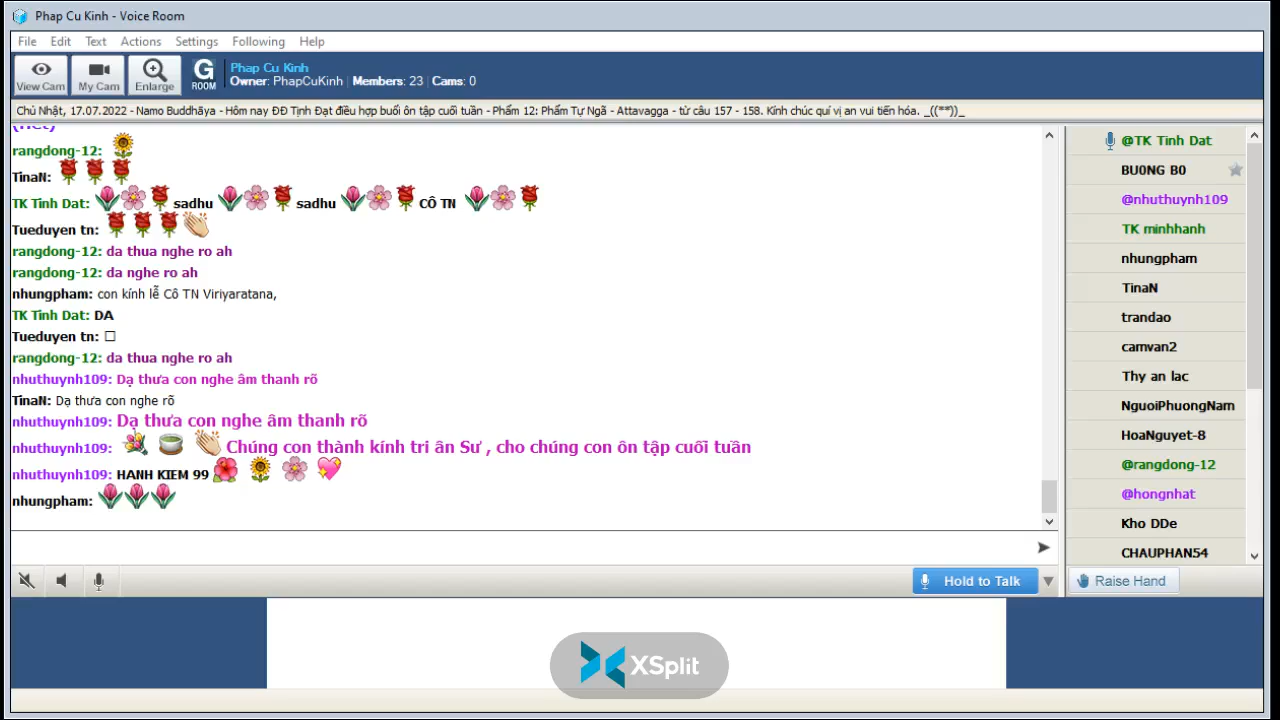 Phap Cu Kinh - Voice Room
File Edit Text Actions Settings Following Help
View Cam My Cam Enlarge G ROOM
Phap Cu Kinh
Owner: PhapCuKinh | Members: 23 | Cams: 0
Chủ Nhật, 17.07.2022 - Namo Buddhāya - Hôm nay ĐĐ Tịnh Đạt điều hợp buổi ôn tập cuối tuần - Phẩm 12: Phẩm Tự Ngã - Attavagga - từ câu 157 - 158. Kính chúc quí vị an vui tiến hóa. _((**))_
rangdong-12:
TinaN:
TK Tinh Dat: sadhu sadhu CÔ TN
Tueduyen tn:
rangdong-12: da thua nghe ro ah
rangdong-12: da nghe ro ah
nhungpham: con kính lễ Cô TN Viriyaratana,
TK Tinh Dat: DA
Tueduyen tn: □
rangdong-12: da thua nghe ro ah
nhuthuynh109: Dạ thưa con nghe âm thanh rõ
TinaN: Dạ thưa con nghe rõ
nhuthuynh109: Dạ thưa con nghe âm thanh rõ
nhuthuynh109: Chúng con thành kính tri ân Sư , cho chúng con ôn tập cuối tuần
nhuthuynh109: HANH KIEM 99
nhungpham:
@TK Tinh Dat
BU0NG B0
@nhuthuynh109
TK minhhanh
nhungpham
TinaN
trandao
camvan2
Thy an lac
NguoiPhuongNam
HoaNguyet-8
@rangdong-12
@hongnhat
Kho DDe
CHAUPHAN54
Hold to Talk
Raise Hand
XSplit